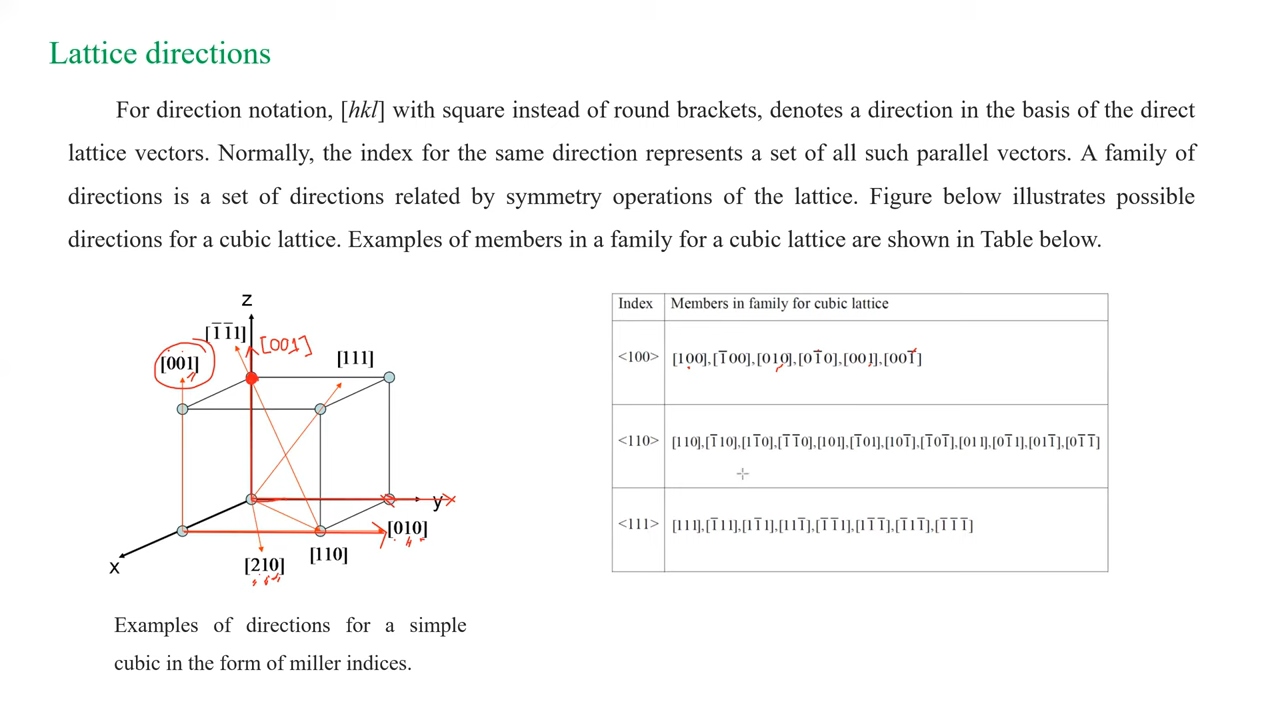 Lattice directions
For direction notation, [hkl] with square instead of round brackets, denotes a direction in the basis of the direct
lattice vectors. Normally, the index for the same direction represents a set of all such parallel vectors. A family of
directions is a set of directions related by symmetry operations of the lattice. Figure below illustrates possible
directions for a cubic lattice. Examples of members in a family for a cubic lattice are shown in Table below.
z
[1̅1̅1]
[001]
[001]
[111]
y
[010]
[110]
[210]
x
Examples of directions for a simple
cubic in the form of miller indices.
Index Members in family for cubic lattice
<100> [100],[1̅00],[010],[01̅0],[001],[001̅]
<110> [110],[1̅10],[11̅0],[1̅1̅0],[101],[1̅01],[101̅],[1̅01̅],[011],[01̅1],[011̅],[01̅1̅]
<111> [111],[1̅11],[11̅1],[111̅],[1̅1̅1],[11̅1̅],[1̅11̅],[1̅1̅1̅]